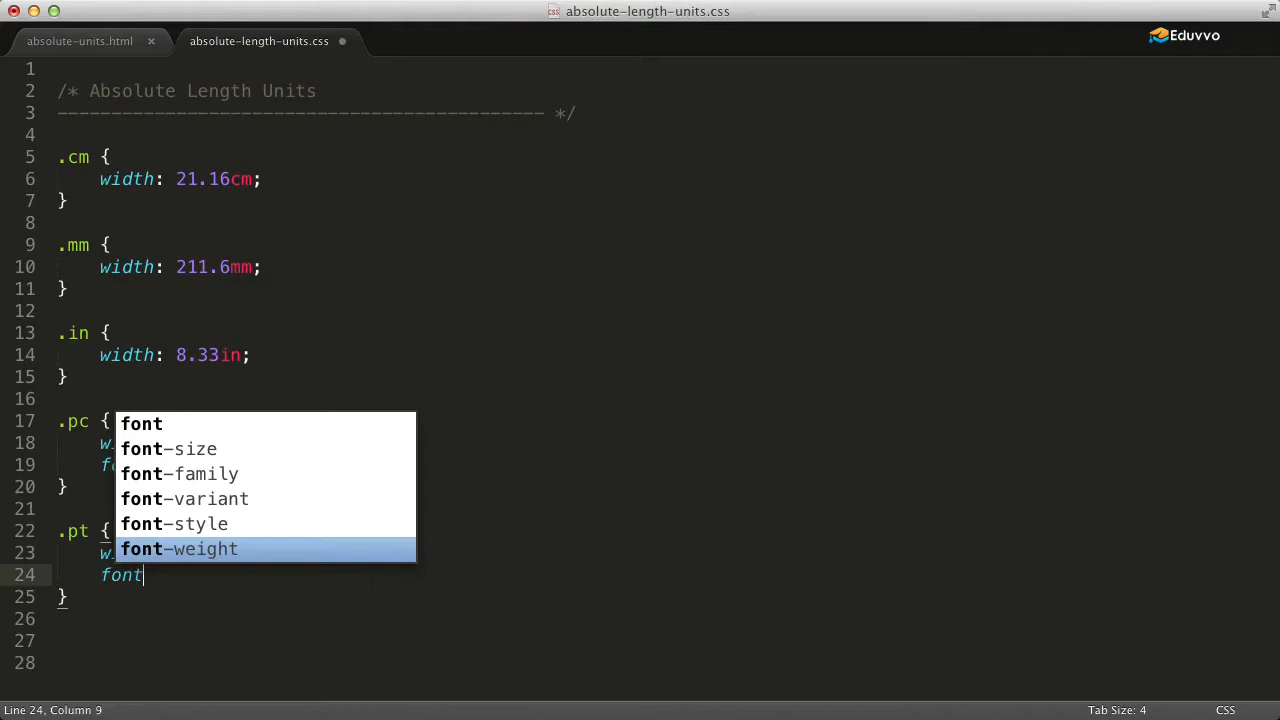 absolute-length-units.css
absolute-units.html × absolute-length-units.css
Eduvvo
1
2 /* Absolute Length Units
3 --------------------------------------------- */
4
5 .cm {
6 width: 21.16cm;
7 }
8
9 .mm {
10 width: 211.6mm;
11 }
12
13 .in {
14 width: 8.33in;
15 }
16
17 .pc {
font
18 wi
font-size
19 fo
font-family
20 }
font-variant
21
font-style
22 .pt {
font-weight
23 wi
24 font
25 }
26
27
28
Line 24, Column 9 Tab Size: 4 CSS